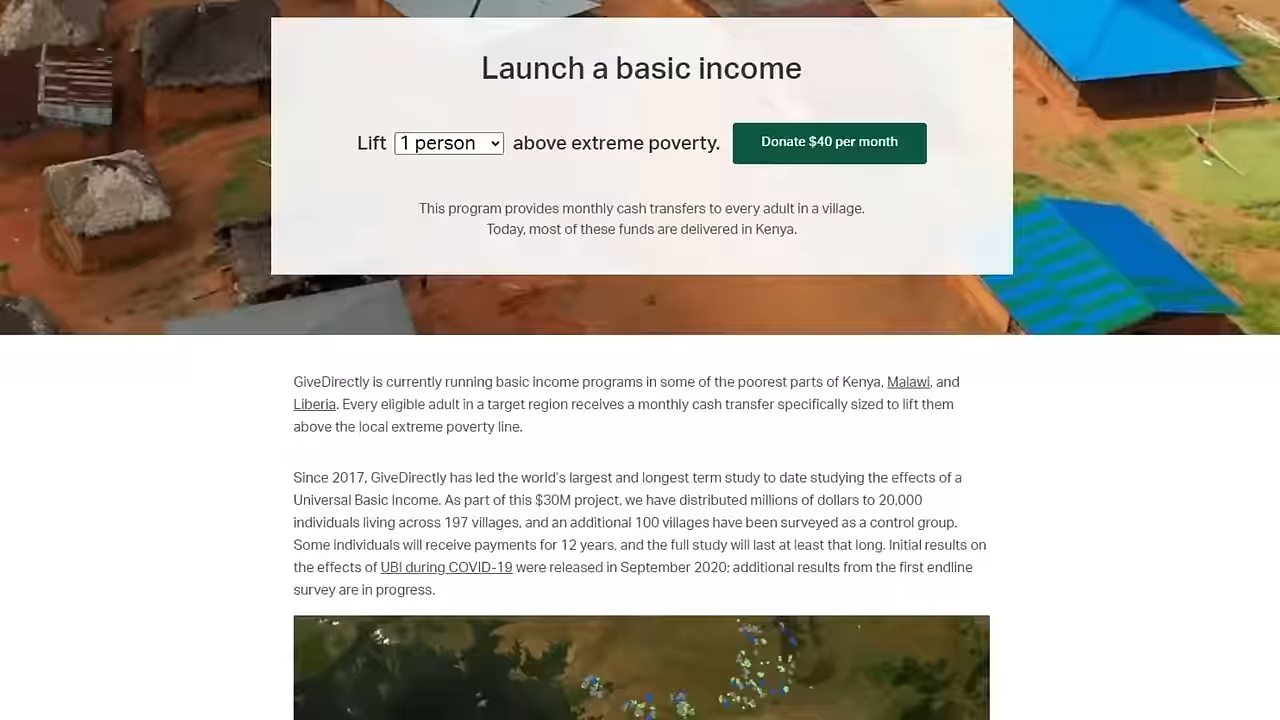 Launch a basic income
Lift 1 person above extreme poverty. Donate $40 per month
This program provides monthly cash transfers to every adult in a village.
Today, most of these funds are delivered in Kenya.
GiveDirectly is currently running basic income programs in some of the poorest parts of Kenya, Malawi, and
Liberia. Every eligible adult in a target region receives a monthly cash transfer specifically sized to lift them
above the local extreme poverty line.
Since 2017, GiveDirectly has led the world's largest and longest term study to date studying the effects of a
Universal Basic Income. As part of this $30M project, we have distributed millions of dollars to 20,000
individuals living across 197 villages, and an additional 100 villages have been surveyed as a control group.
Some individuals will receive payments for 12 years, and the full study will last at least that long. Initial results on
the effects of UBI during COVID-19 were released in September 2020; additional results from the first endline
survey are in progress.